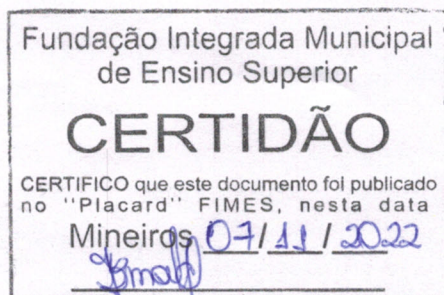 Fundação Integrada Municipal
de Ensino Superior
CERTIDÃO
CERTIFICO que este documento foi publicado
no "Placard" FIMES, nesta data
Mineiros 07/11/2022